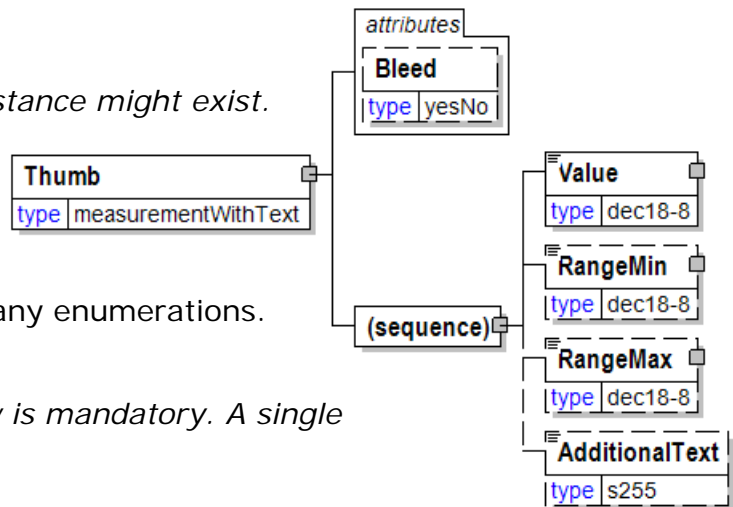 attributes
Bleed
type yesNo
stance might exist.
Thumb
type measurementWithText
Value
type dec18-8
RangeMin
type dec18-8
any enumerations.
(sequence)
RangeMax
type dec18-8
is mandatory. A single
AdditionalText
type s255